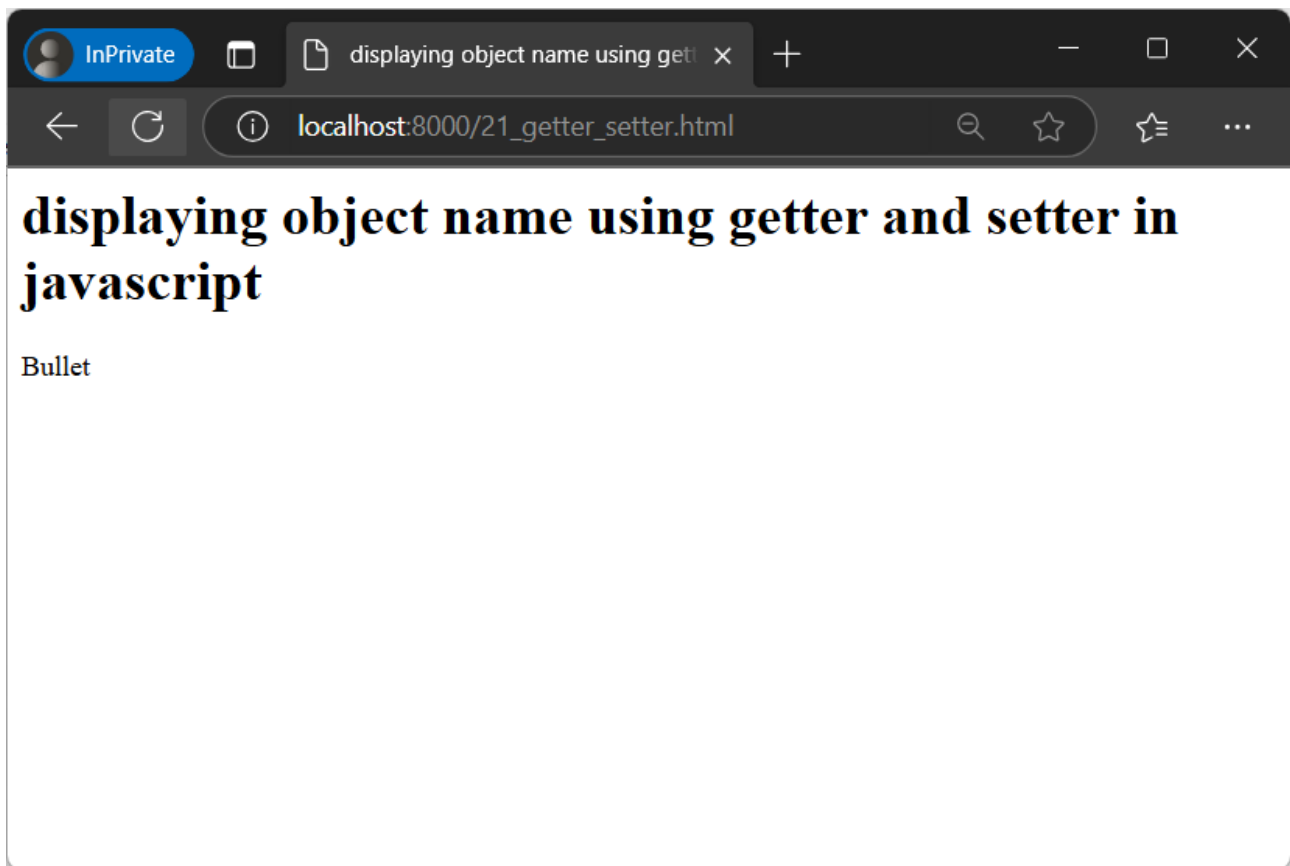 InPrivate
displaying object name using gett
localhost:8000/21_getter_setter.html
displaying object name using getter and setter in
javascript
Bullet